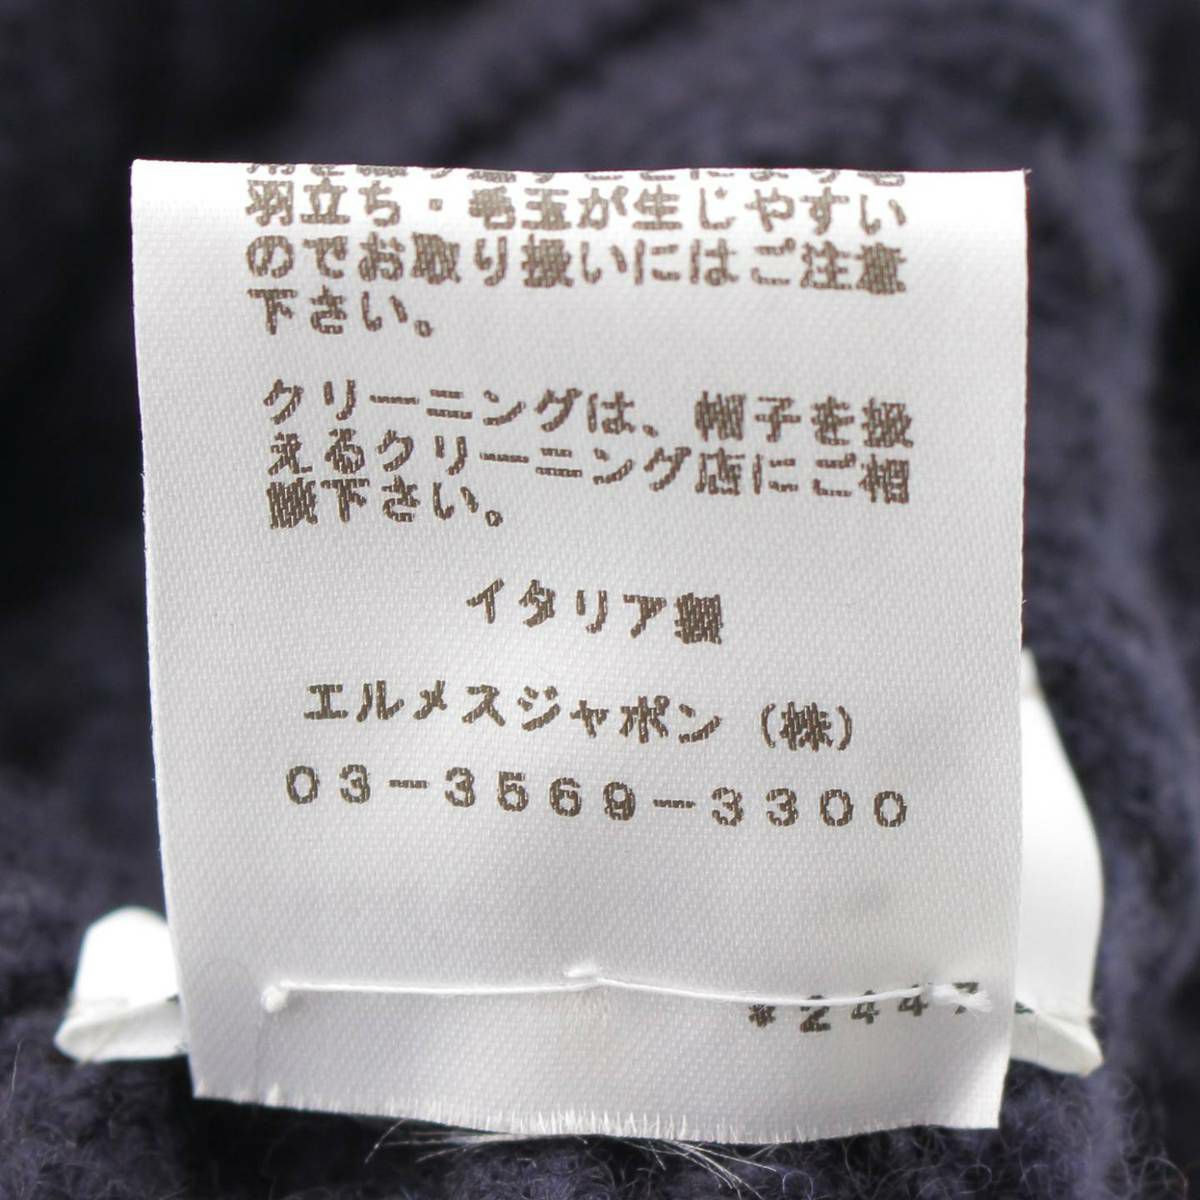 羽立ち・毛玉が生じやすい
のでお取り扱いにはご注意
下さい。
クリーニングは、帽子を扱
えるクリーニング店にご相
談下さい。
イタリア製
エルメスジャポン（株）
03-3569-3300
*2447